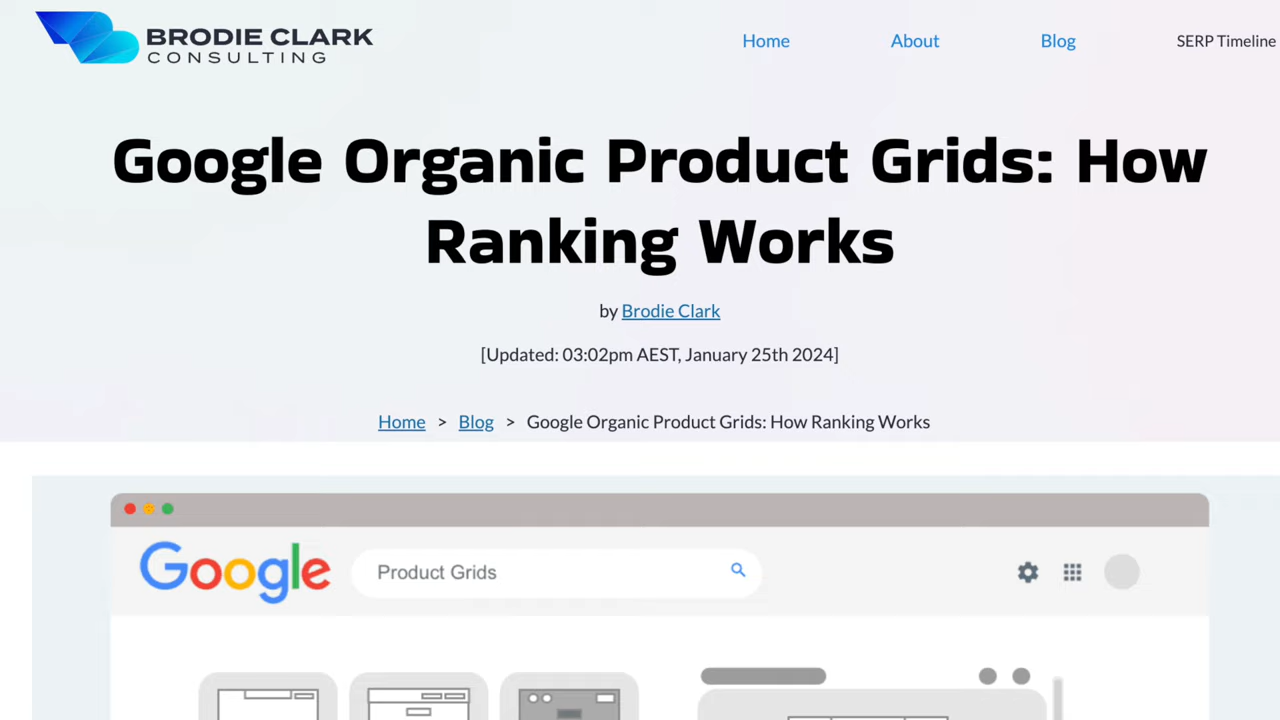 BRODIE CLARK
CONSULTING
Home About Blog SERP Timeline
Google Organic Product Grids: How
Ranking Works
by Brodie Clark
[Updated: 03:02pm AEST, January 25th 2024]
Home > Blog > Google Organic Product Grids: How Ranking Works
Google Product Grids